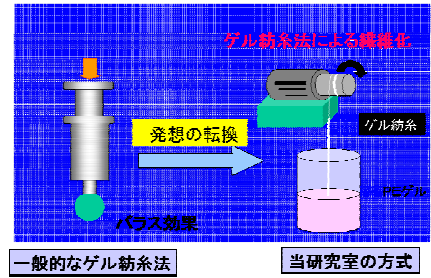 ゲル紡糸法による繊維化
発想の転換
ゲル紡糸
PEゲル
バラス効果
一般的なゲル紡糸法
当研究室の方式